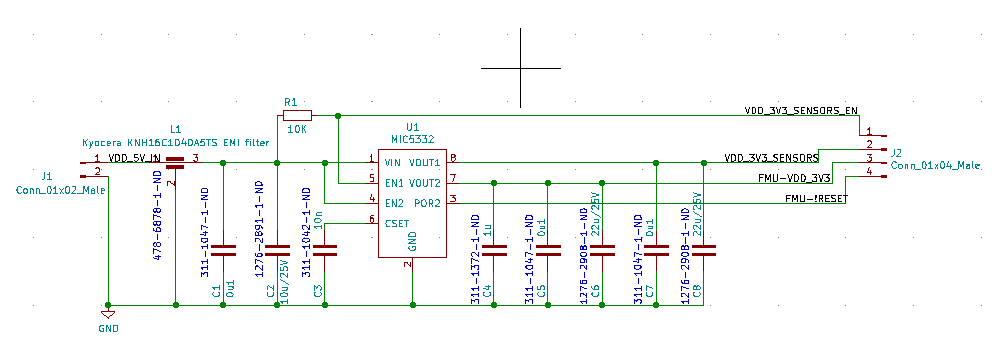 VDD_3V3_SENSORS_EN
R1
10K
U1
MIC5332
L1
Kyocera KNH16C104DA5TS EMI filter
J1
Conn_01x02_Male
1
2
VDD_5V_IN
1
3
2
478-6878-1-ND
1
VIN
VOUT1
8
5
EN1
VOUT2
7
4
EN2
POR2
3
6
CSET
GND
2
VDD_3V3_SENSORS
FMU-VDD_3V3
FMU-!RESET
1
2
3
4
J2
Conn_01x04_Male
311-1047-1-ND
C1
0u1
1276-2891-1-ND
C2
10u/25V
311-1042-1-ND
C3
10n
311-1372-1-ND
C4
1u
311-1047-1-ND
C5
0u1
1276-2908-1-ND
C6
22u/25V
311-1047-1-ND
C7
0u1
1276-2908-1-ND
C8
22u/25V
GND